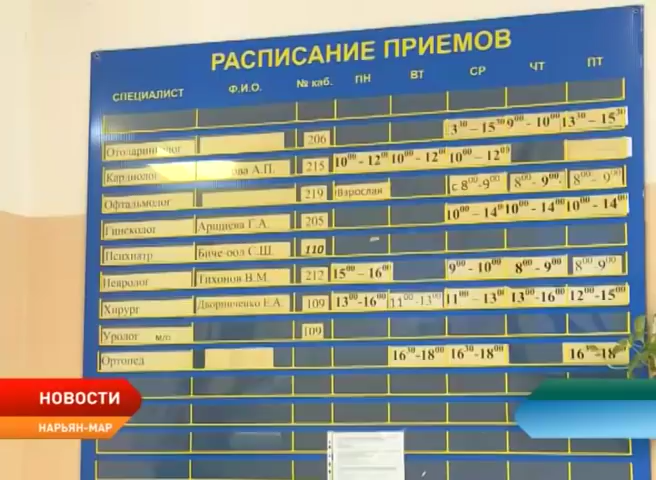 РАСПИСАНИЕ ПРИЕМОВ
СПЕЦИАЛИСТ Ф.И.О. № каб. ПН ВТ СР ЧТ ПТ
Отоларинголог 206 3³⁰ – 15³⁰ 9⁰⁰ - 10⁰⁰ 13³⁰ – 15³⁰
Кардиолог ова А.П. 215 10⁰⁰ – 12⁰⁰ 10⁰⁰ – 12⁰⁰ 10⁰⁰ – 12⁰⁰
Офтальмолог 219 Взрослая с 8⁰⁰-9⁰⁰ 8⁰⁰- 9⁰⁰ 8⁰⁰- 9⁰⁰
Гинеколог Г.А. 205 10⁰⁰ – 14⁰⁰ 10⁰⁰ - 14⁰⁰ 10⁰⁰ - 14⁰⁰
Психиатр Биче-оол С.Ш. 110
Невролог Тихонов В.М. 212 15⁰⁰ – 16⁰⁰ 9⁰⁰ - 10⁰⁰ 8⁰⁰ - 9⁰⁰ 8⁰⁰-9⁰⁰
Хирург Дворниченко Е.А. 109 13⁰⁰-16⁰⁰ 11⁰⁰ - 13⁰⁰ 11⁰⁰ – 13⁰⁰ 13⁰⁰-16⁰⁰ 12⁰⁰-15⁰⁰
Уролог м/п 109
Ортопед 16³⁰-18⁰⁰ 16³⁰-18⁰⁰ 16³⁰-18⁰⁰
НОВОСТИ
НАРЬЯН-МАР